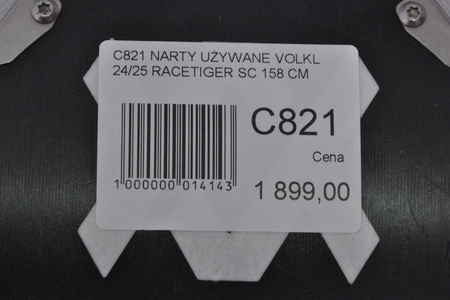 C821 NARTY UŻYWANE VOLKL
24/25 RACETIGER SC 158 CM
C821
Cena
1 000000 014143
1 899,00